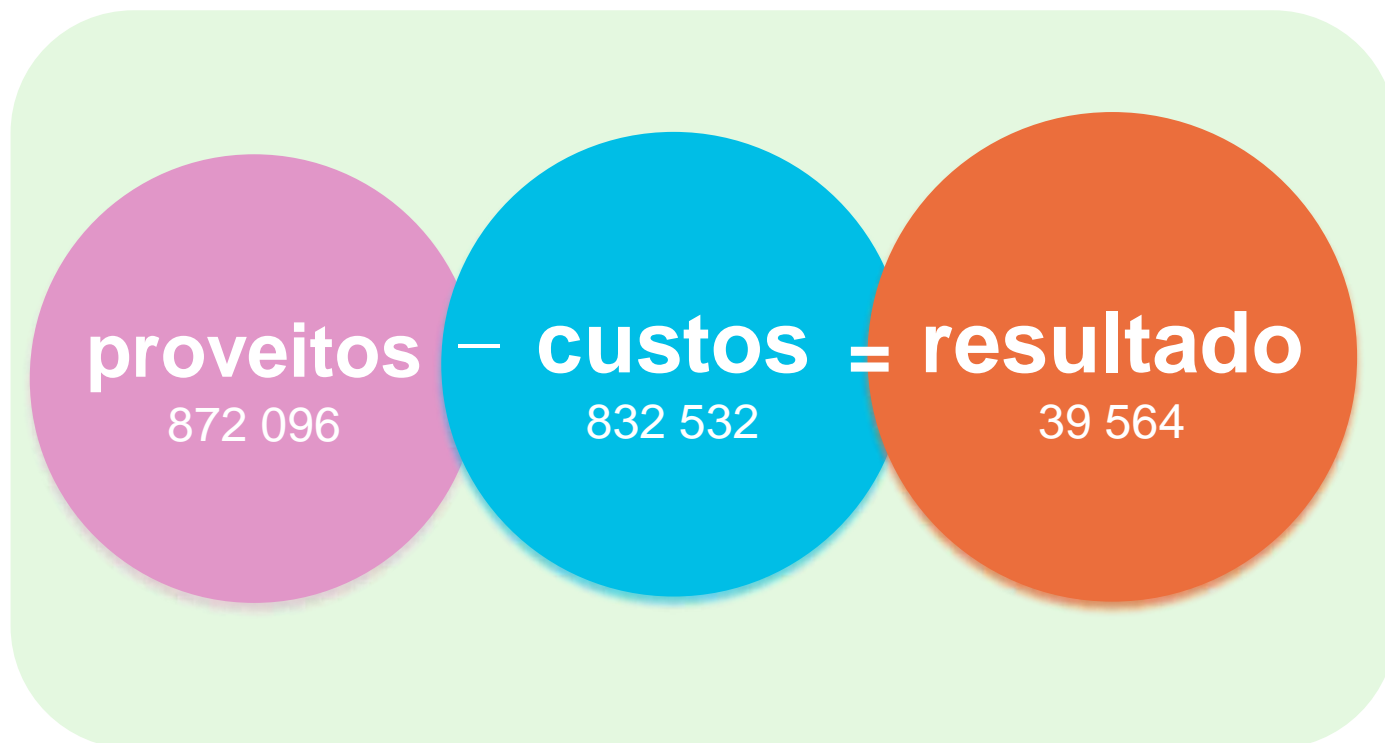 proveitos
872 096
–
custos
832 532
=
resultado
39 564